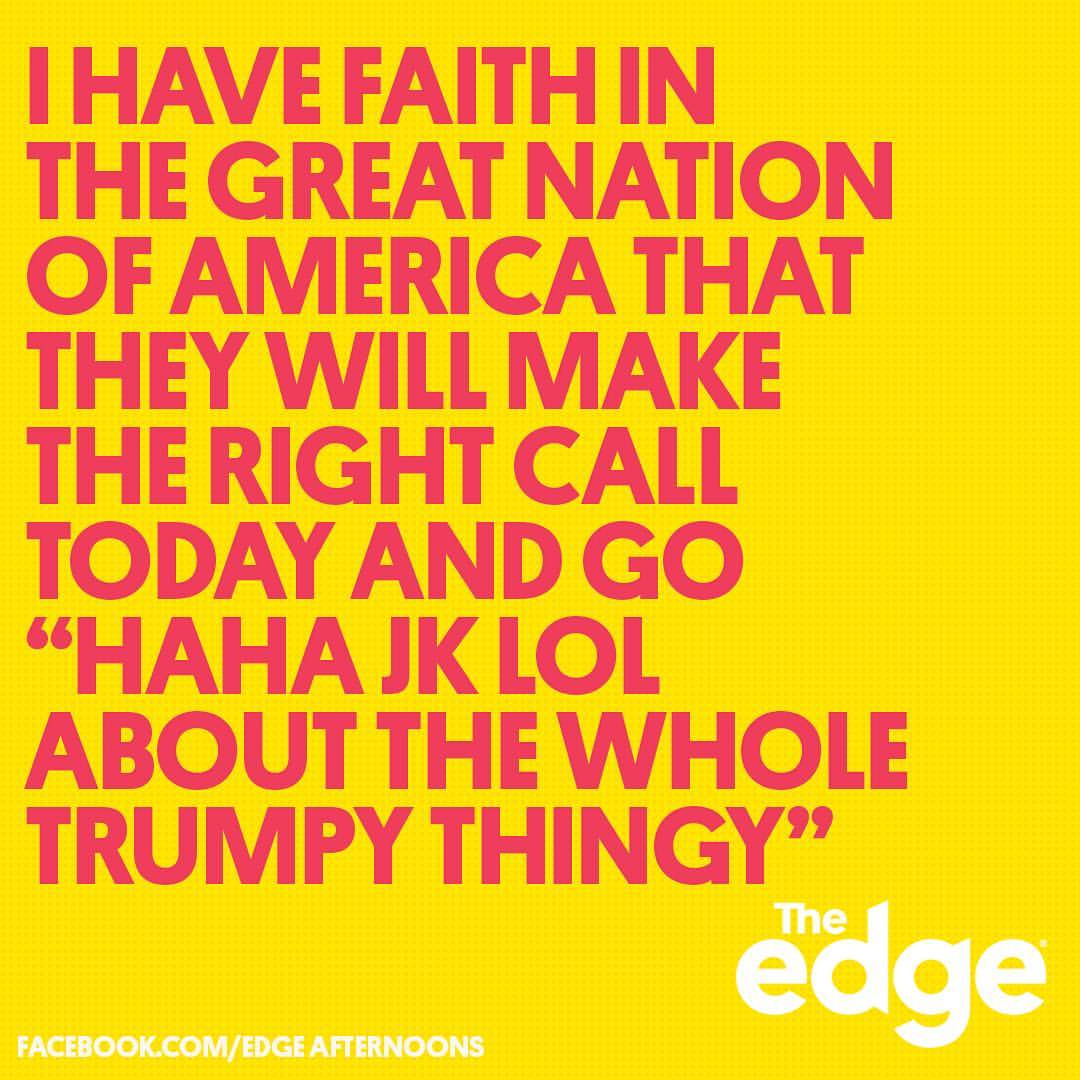 I HAVE FAITH IN
THE GREAT NATION
OF AMERICA THAT
THEY WILL MAKE
THE RIGHT CALL
TODAY AND GO
“HAHA JK LOL
ABOUT THE WHOLE
TRUMPY THINGY”
The
edge®
FACEBOOK.COM/EDGE AFTERNOONS